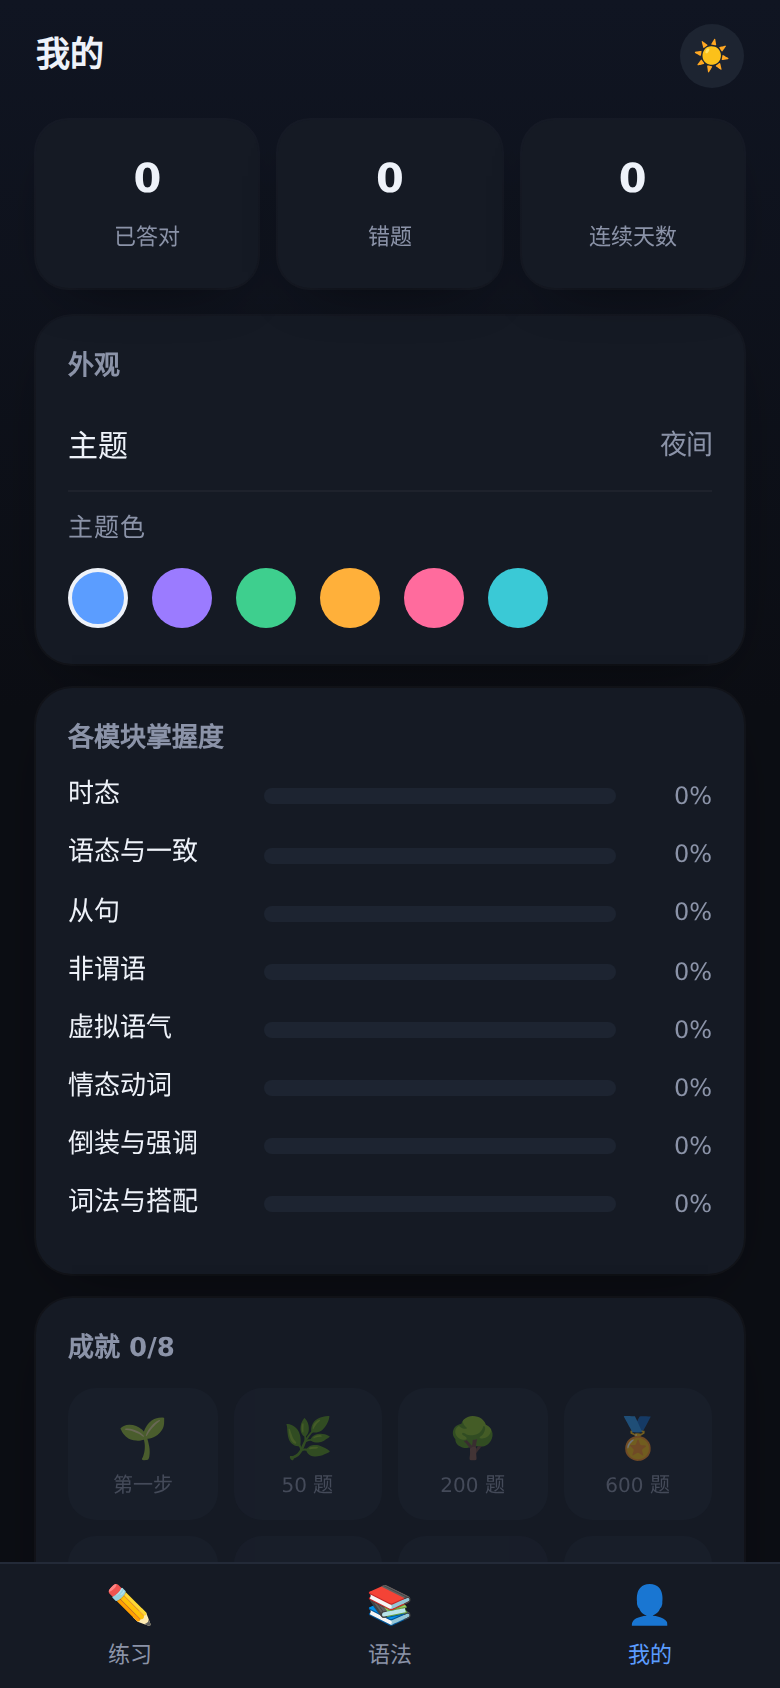 我的
0
0
0
已答对
错题
连续天数
外观
主题
夜间
主题色
各模块掌握度
时态
0%
语态与一致
0%
从句
0%
非谓语
0%
虚拟语气
0%
情态动词
0%
倒装与强调
0%
词法与搭配
0%
成就 0/8
第一步
50 题
200 题
600 题
练习
语法
我的